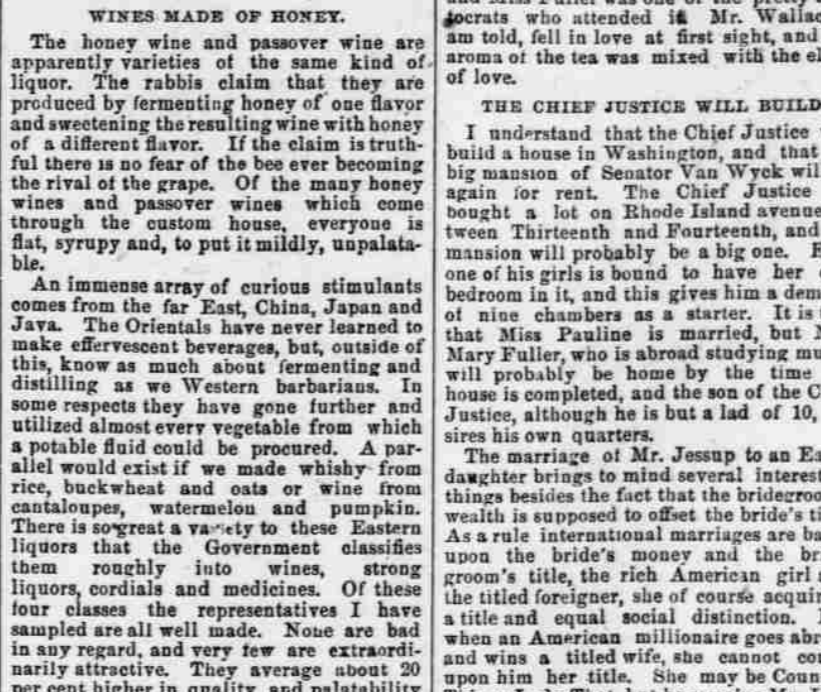 WINES MADE OF HONEY.
The honey wine and passover wine are
apparently varieties of the same kind of
liquor. The rabbis claim that they are
produced by fermenting honey of one flavor
and sweetening the resulting wine with honey
of a different flavor. If the claim is truth-
ful there is no fear of the bee ever becoming
the rival of the grape. Of the many honey
wines and passover wines which come
through the custom house, everyone is
flat, syrupy and, to put it mildly, unpalata-
ble.
An immense array of curious stimulants
comes from the far East, China, Japan and
Java. The Orientals have never learned to
make effervescent beverages, but, outside of
this, know as much about fermenting and
distilling as we Western barbarians. In
some respects they have gone further and
utilized almost every vegetable from which
a potable fluid could be procured. A par-
allel would exist if we made whisky from
rice, buckwheat and oats or wine from
cantaloupes, watermelon and pumpkin.
There is so great a variety to these Eastern
liquors that the Government classifies
them roughly into wines, strong
liquors, cordials and medicines. Of these
four classes the representatives I have
sampled are all well made. None are bad
in any regard, and very few are extraordi-
narily attractive. They average about 20
per cent higher in quality and palatability
tocrats who attended it Mr. Wallac
am told, fell in love at first sight, and
aroma of the tea was mixed with the el
of love.
THE CHIEF JUSTICE WILL BUILD
I understand that the Chief Justice
build a house in Washington, and that
big mansion of Senator Van Wyck wil
again for rent. The Chief Justice
bought a lot on Rhode Island avenue
tween Thirteenth and Fourteenth, and
mansion will probably be a big one.
one of his girls is bound to have her
bedroom in it, and this gives him a dem
of nine chambers as a starter. It is
that Miss Pauline is married, but
Mary Fuller, who is abroad studying mu
will probably be home by the time
house is completed, and the son of the C
Justice, although he is but a lad of 10,
sires his own quarters.
The marriage of Mr. Jessup to an Ea
daughter brings to mind several interest
things besides the fact that the bridegroo
wealth is supposed to offset the bride's ti
As a rule international marriages are ba
upon the bride's money and the bri
groom's title, the rich American girl
the titled foreigner, she of course acquir
a title and equal social distinction.
when an American millionaire goes abr
and wins a titled wife, she cannot con
upon him her title. She may be Coun